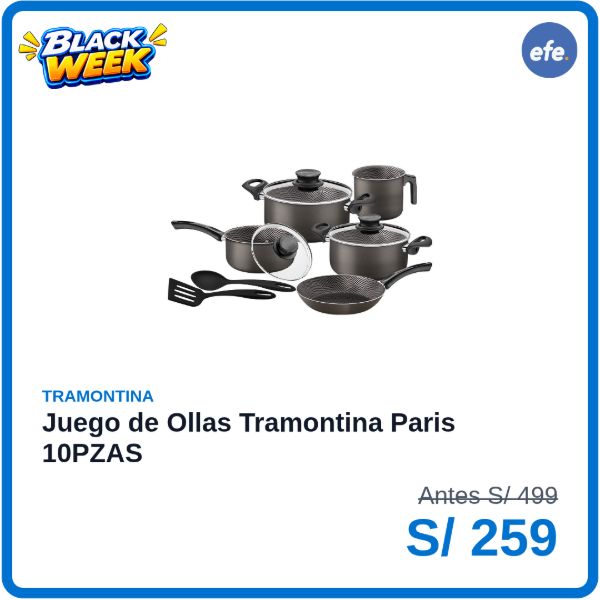 BLACK
WEEK
efe.
TRAMONTINA
Juego de Ollas Tramontina Paris
10PZAS
Antes S/ 499
S/ 259